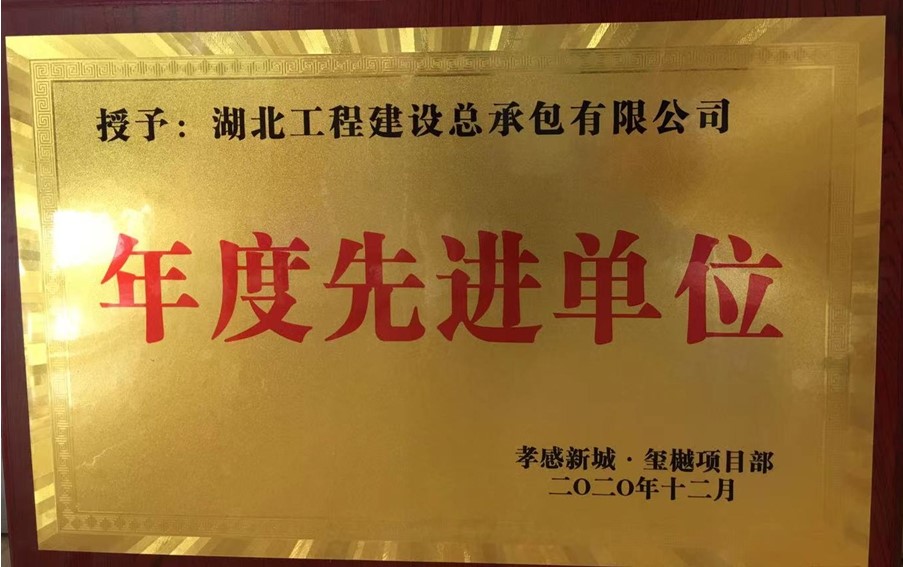 授予：湖北工程建设总承包有限公司
年度先进单位
孝感新城·玺樾项目部
二〇二〇年十二月